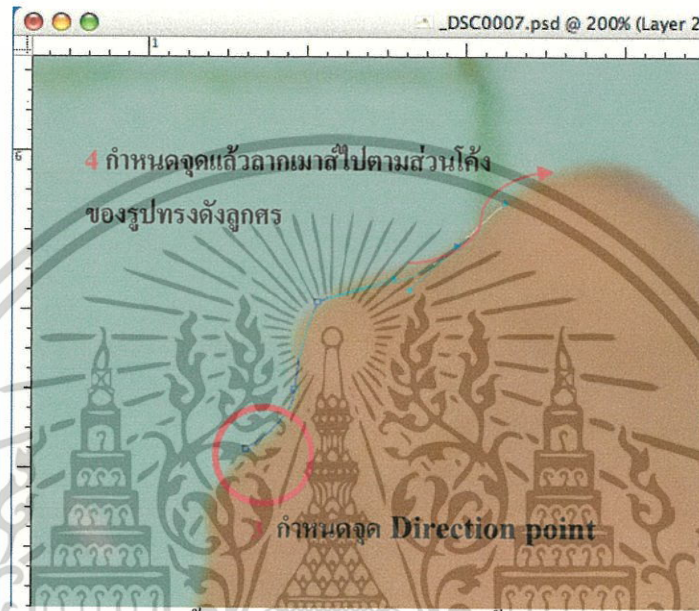 _DSC0007.psd @ 200% (Layer 2
1
6
4 กำหนดจุดแล้วลากเมาส์ไปตามส่วนโค้ง
ของรูปทรงดังลูกศร
กำหนดจุด Direction point